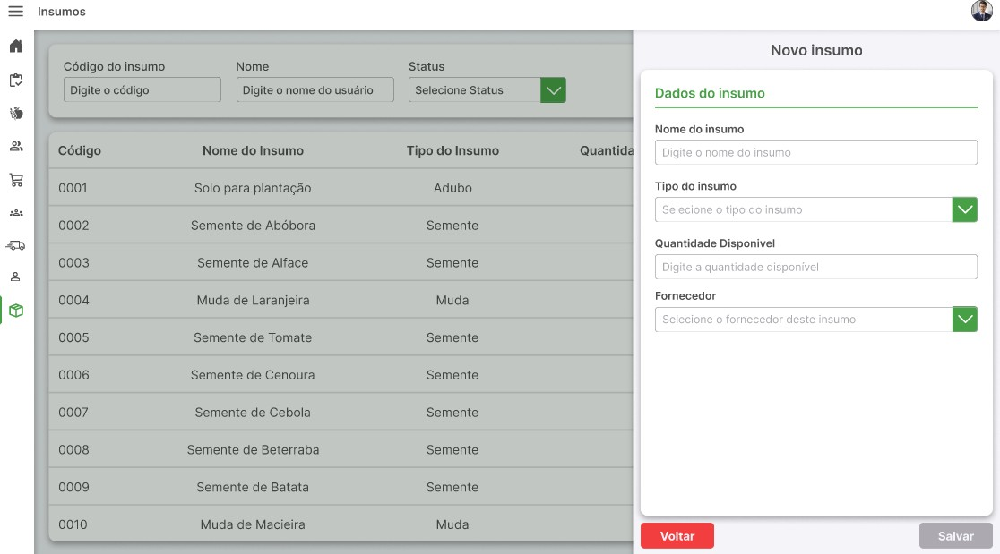 Insumos
Código do insumo Nome Status
Digite o código Digite o nome do usuário Selecione Status
Código Nome do Insumo Tipo do Insumo Quantida
0001 Solo para plantação Adubo
0002 Semente de Abóbora Semente
0003 Semente de Alface Semente
0004 Muda de Laranjeira Muda
0005 Semente de Tomate Semente
0006 Semente de Cenoura Semente
0007 Semente de Cebola Semente
0008 Semente de Beterraba Semente
0009 Semente de Batata Semente
0010 Muda de Macieira Muda
Novo insumo
Dados do insumo
Nome do insumo
Digite o nome do insumo
Tipo do insumo
Selecione o tipo do insumo
Quantidade Disponivel
Digite a quantidade disponível
Fornecedor
Selecione o fornecedor deste insumo
Voltar Salvar